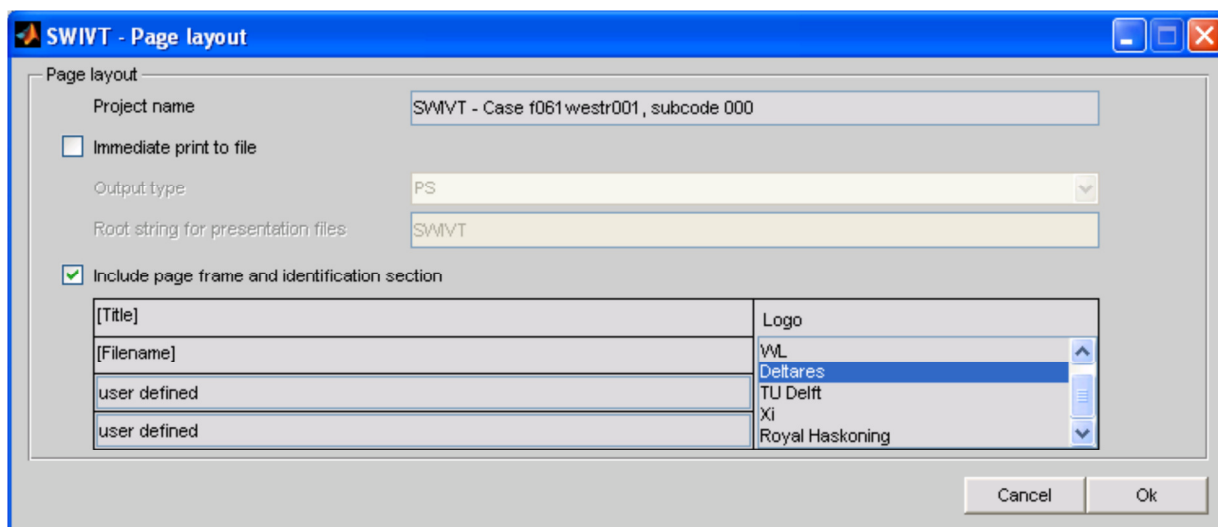 SWIVT - Page layout
Page layout
Project name
SWIVT - Case f061westr001, subcode 000
Immediate print to file
Output type
PS
Root string for presentation files
SWIVT
Include page frame and identification section
[Title]
Logo
[Filename]
WL
Deltares
user defined
TU Delft
Xi
user defined
Royal Haskoning
Cancel
Ok